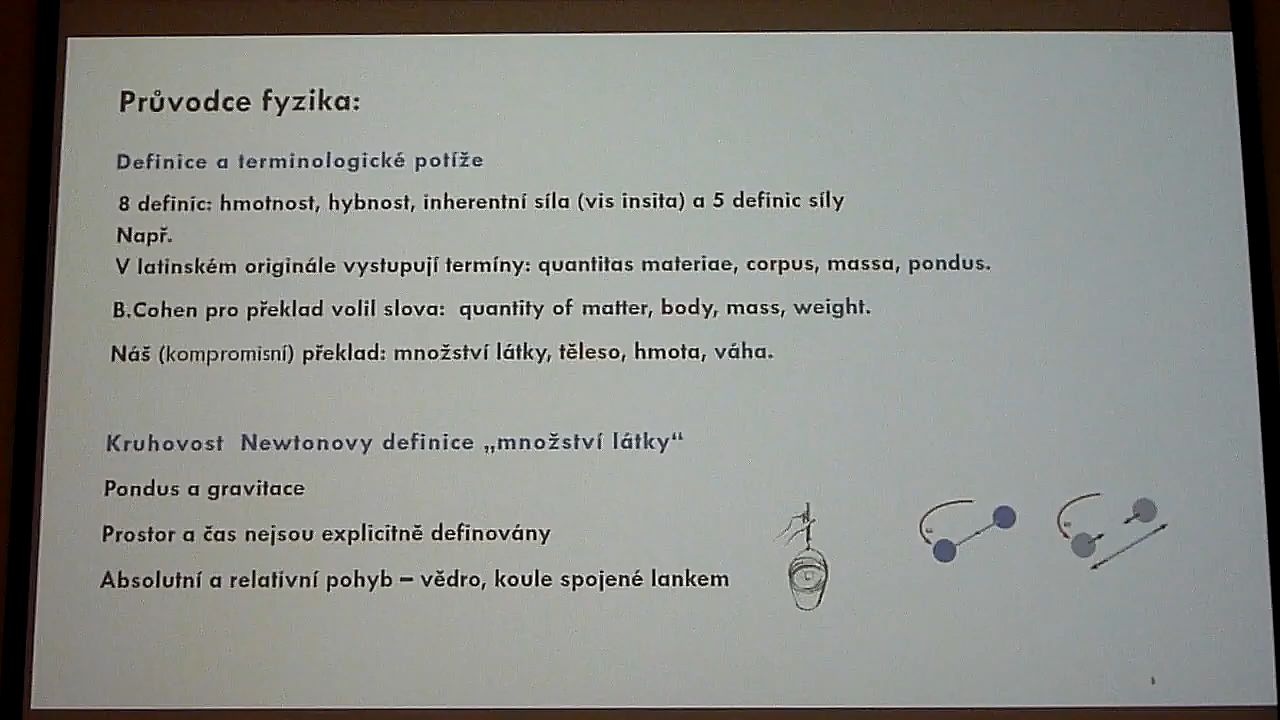 Průvodce fyzika:
Definice a terminologické potíže
8 definic: hmotnost, hybnost, inherentní síla (vis insita) a 5 definic síly
Např.
V latinském originále vystupují termíny: quantitas materiae, corpus, massa, pondus.
B.Cohen pro překlad volil slova: quantity of matter, body, mass, weight.
Náš (kompromisní) překlad: množství látky, těleso, hmota, váha.
Kruhovost Newtonovy definice „množství látky“
Pondus a gravitace
Prostor a čas nejsou explicitně definovány
Absolutní a relativní pohyb – vědro, koule spojené lankem